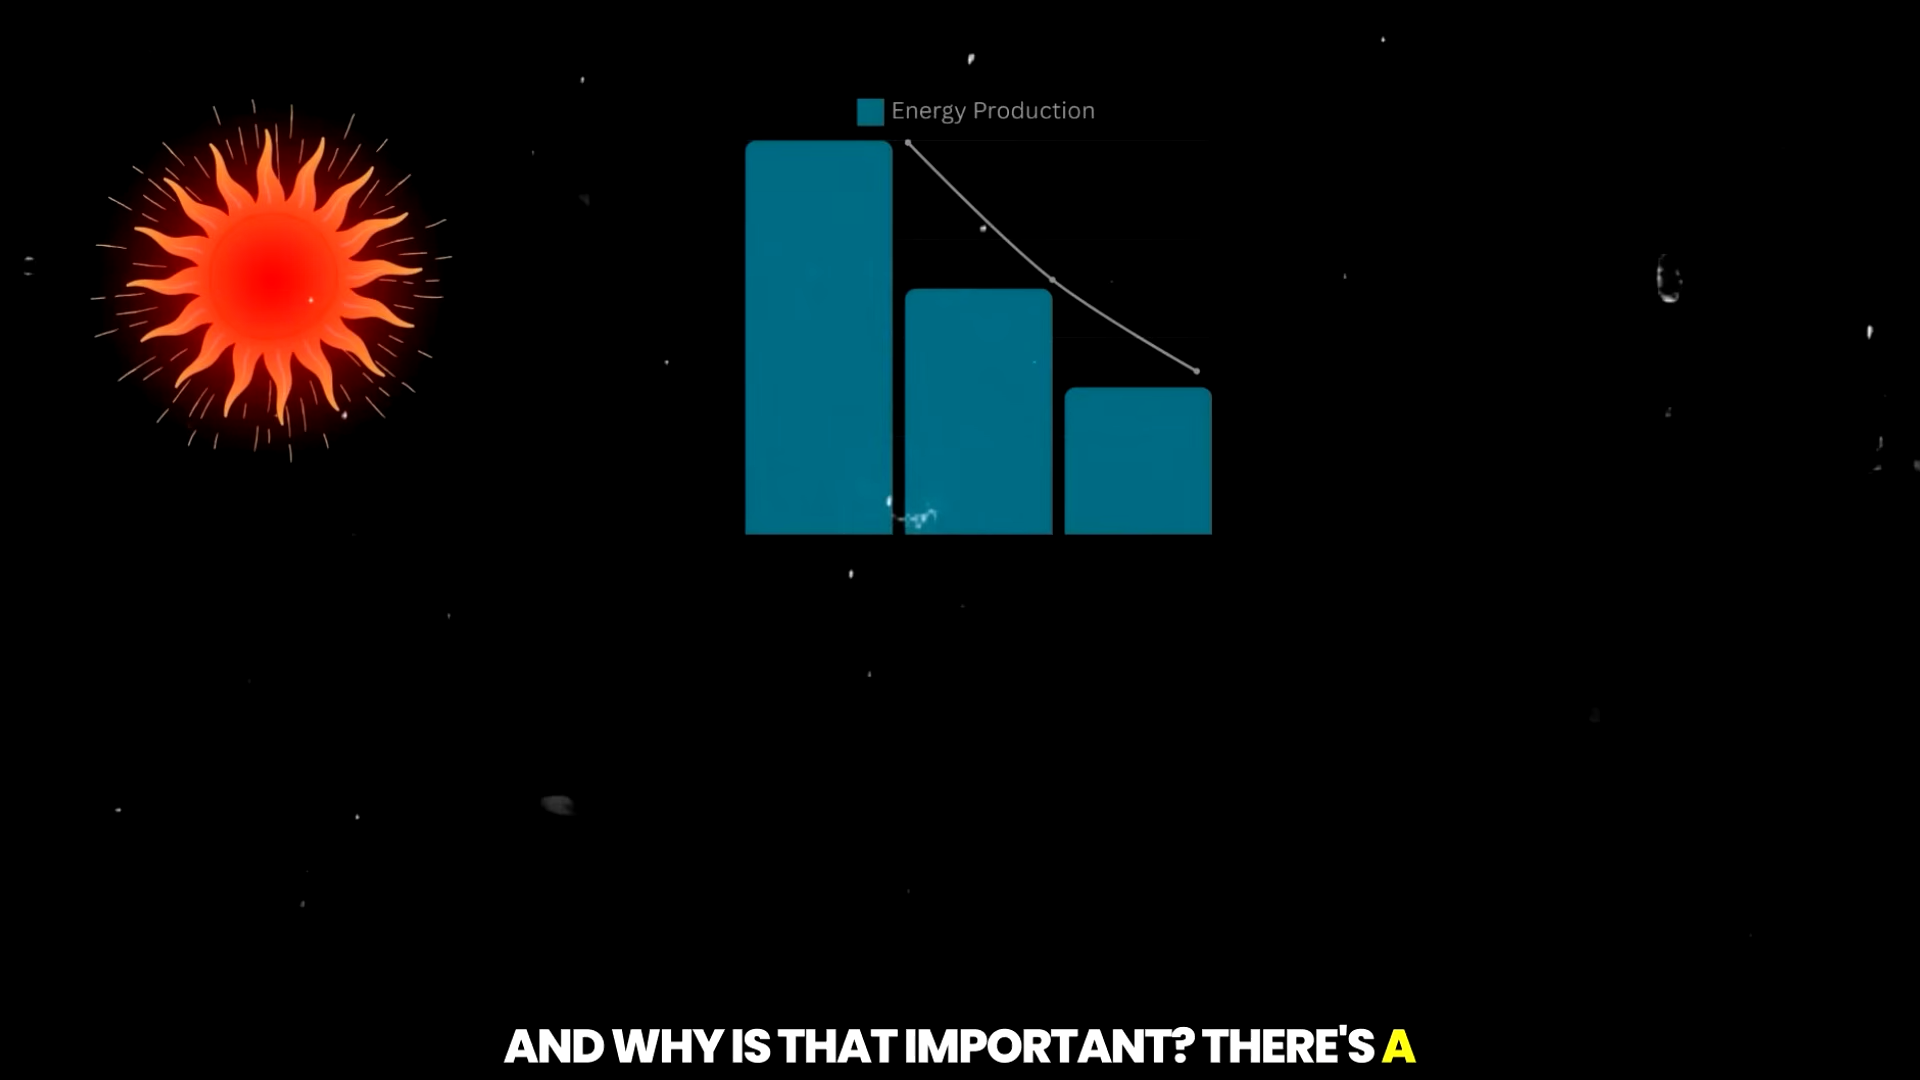 Energy Production
AND WHY IS THAT IMPORTANT? THERE'S A